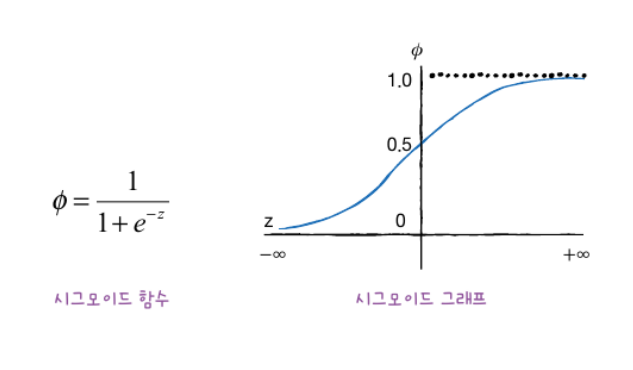 ϕ
1.0
0.5
ϕ = 1 / (1 + e^{-z})
z
0
−∞
+∞
시그모이드 함수
시그모이드 그래프